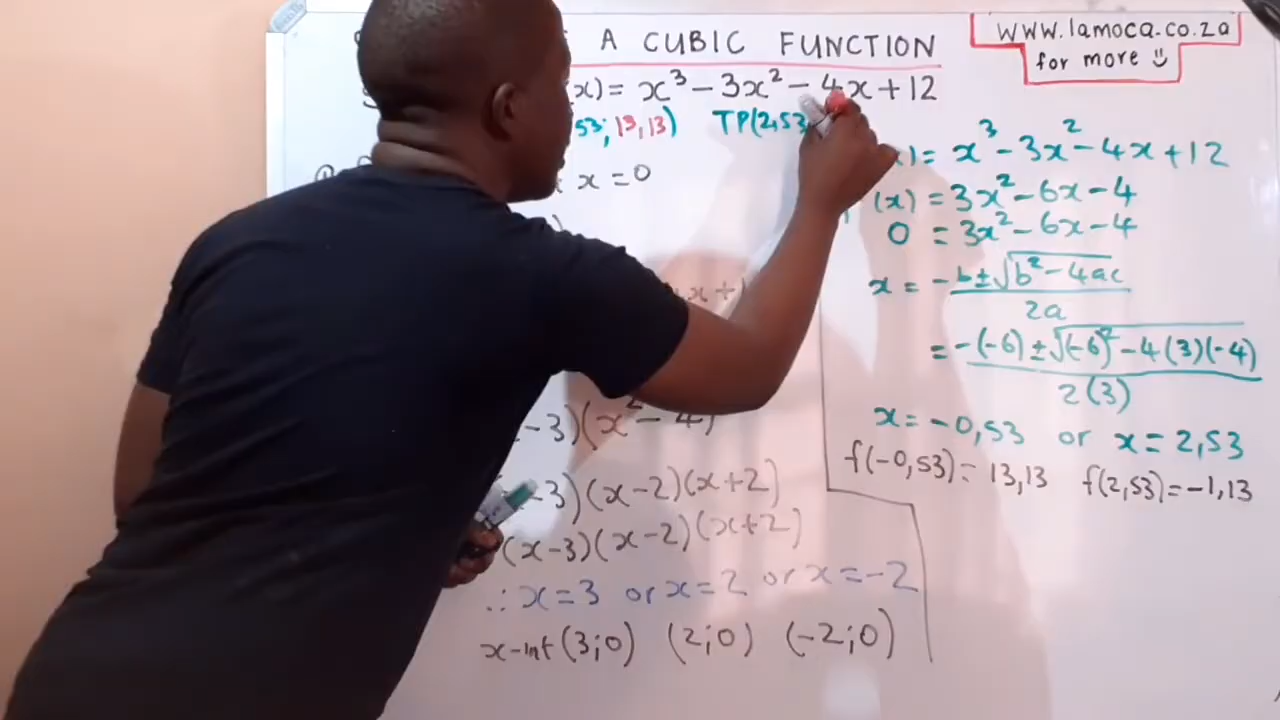 A CUBIC FUNCTION
www.lamoca.co.za
for more
x) = x³ - 3x² - 4x + 12
53; 13,13) TP(2,53
x = 0
) = x³ - 3x² - 4x + 12
(x) = 3x² - 6x - 4
0 = 3x² - 6x - 4
x = -b ± √b² - 4ac
2a
= -(-6) ± √(-6)² - 4(3)(-4)
2(3)
x = -0,53 or x = 2,53
f(-0,53) = 13,13 f(2,53) = -1,13
-3)(x² - 4)
-3)(x-2)(x+2)
(x-3)(x-2)(x+2)
∴ x = 3 or x = 2 or x = -2
x-int (3;0) (2;0) (-2;0)